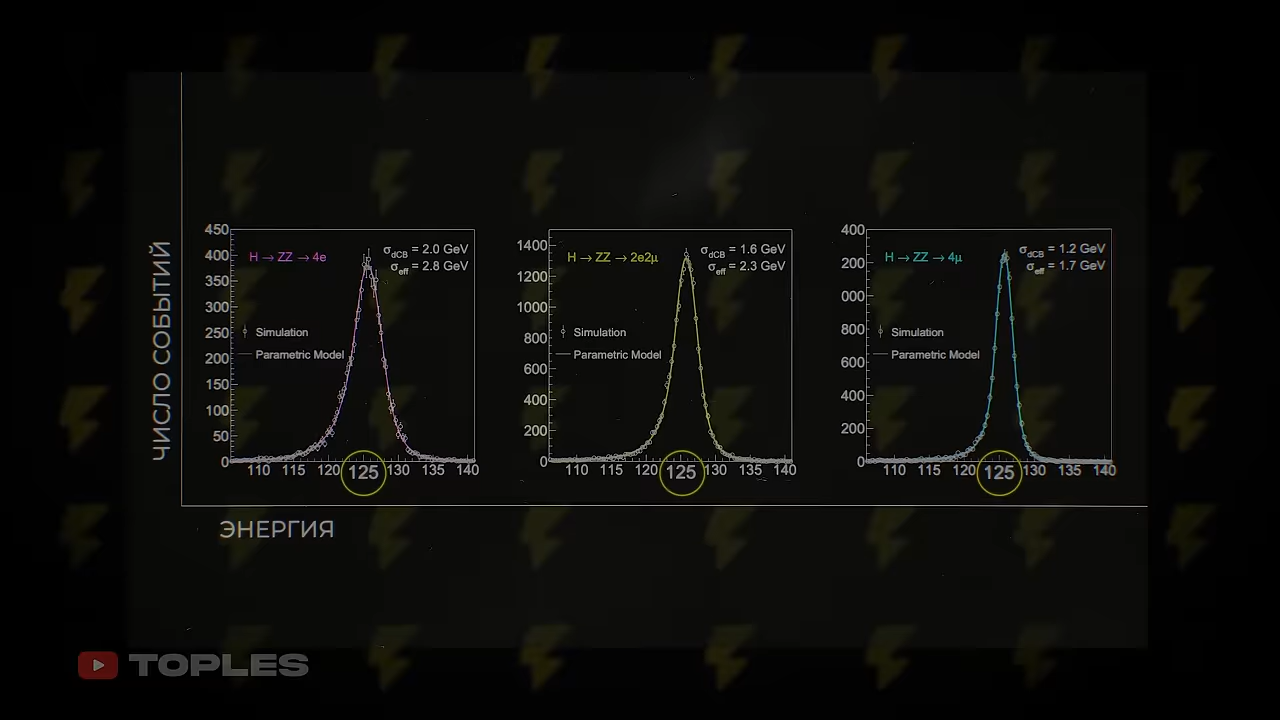 ЧИСЛО СОБЫТИЙ
450
400
350
300
250
200
150
100
50
0
H → ZZ → 4e
σdCB = 2.0 GeV
σeff = 2.8 GeV
Simulation
Parametric Model
110 115 120 125 130 135 140
1400
1200
1000
800
600
400
200
0
H → ZZ → 2e2μ
σdCB = 1.6 GeV
σeff = 2.3 GeV
Simulation
Parametric Model
110 115 120 125 130 135 140
400
200
000
800
600
400
200
0
H → ZZ → 4μ
σdCB = 1.2 GeV
σeff = 1.7 GeV
Simulation
Parametric Model
110 115 120 125 130 135 140
ЭНЕРГИЯ
TOPLES